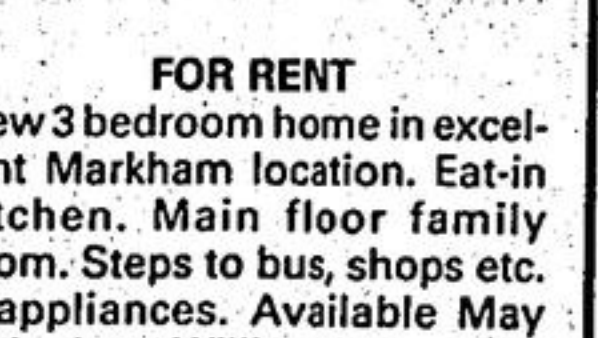 FOR RENT
ew 3 bedroom home in excel-
nt Markham location. Eat-in
tchen. Main floor family
om. Steps to bus, shops etc.
appliances. Available May